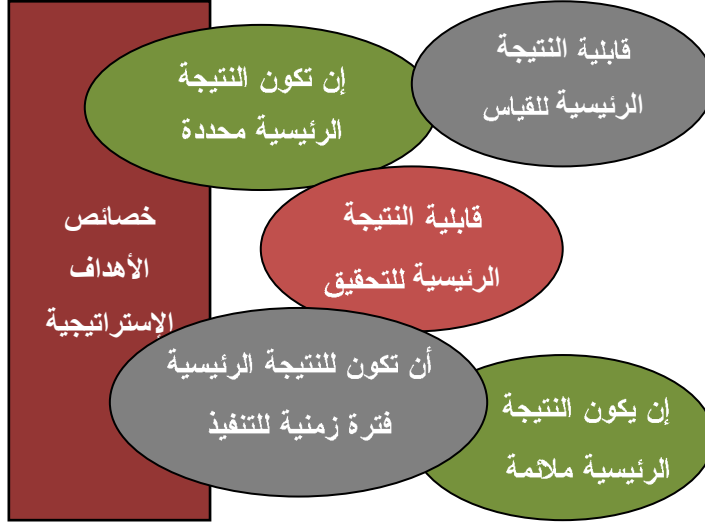 خصائص
الأهداف
الإستراتيجية
قابلية النتيجة
الرئيسية للقياس
إن تكون النتيجة
الرئيسية محددة
قابلية النتيجة
الرئيسية للتحقيق
أن تكون للنتيجة الرئيسية
فترة زمنية للتنفيذ
إن يكون النتيجة
الرئيسية ملائمة